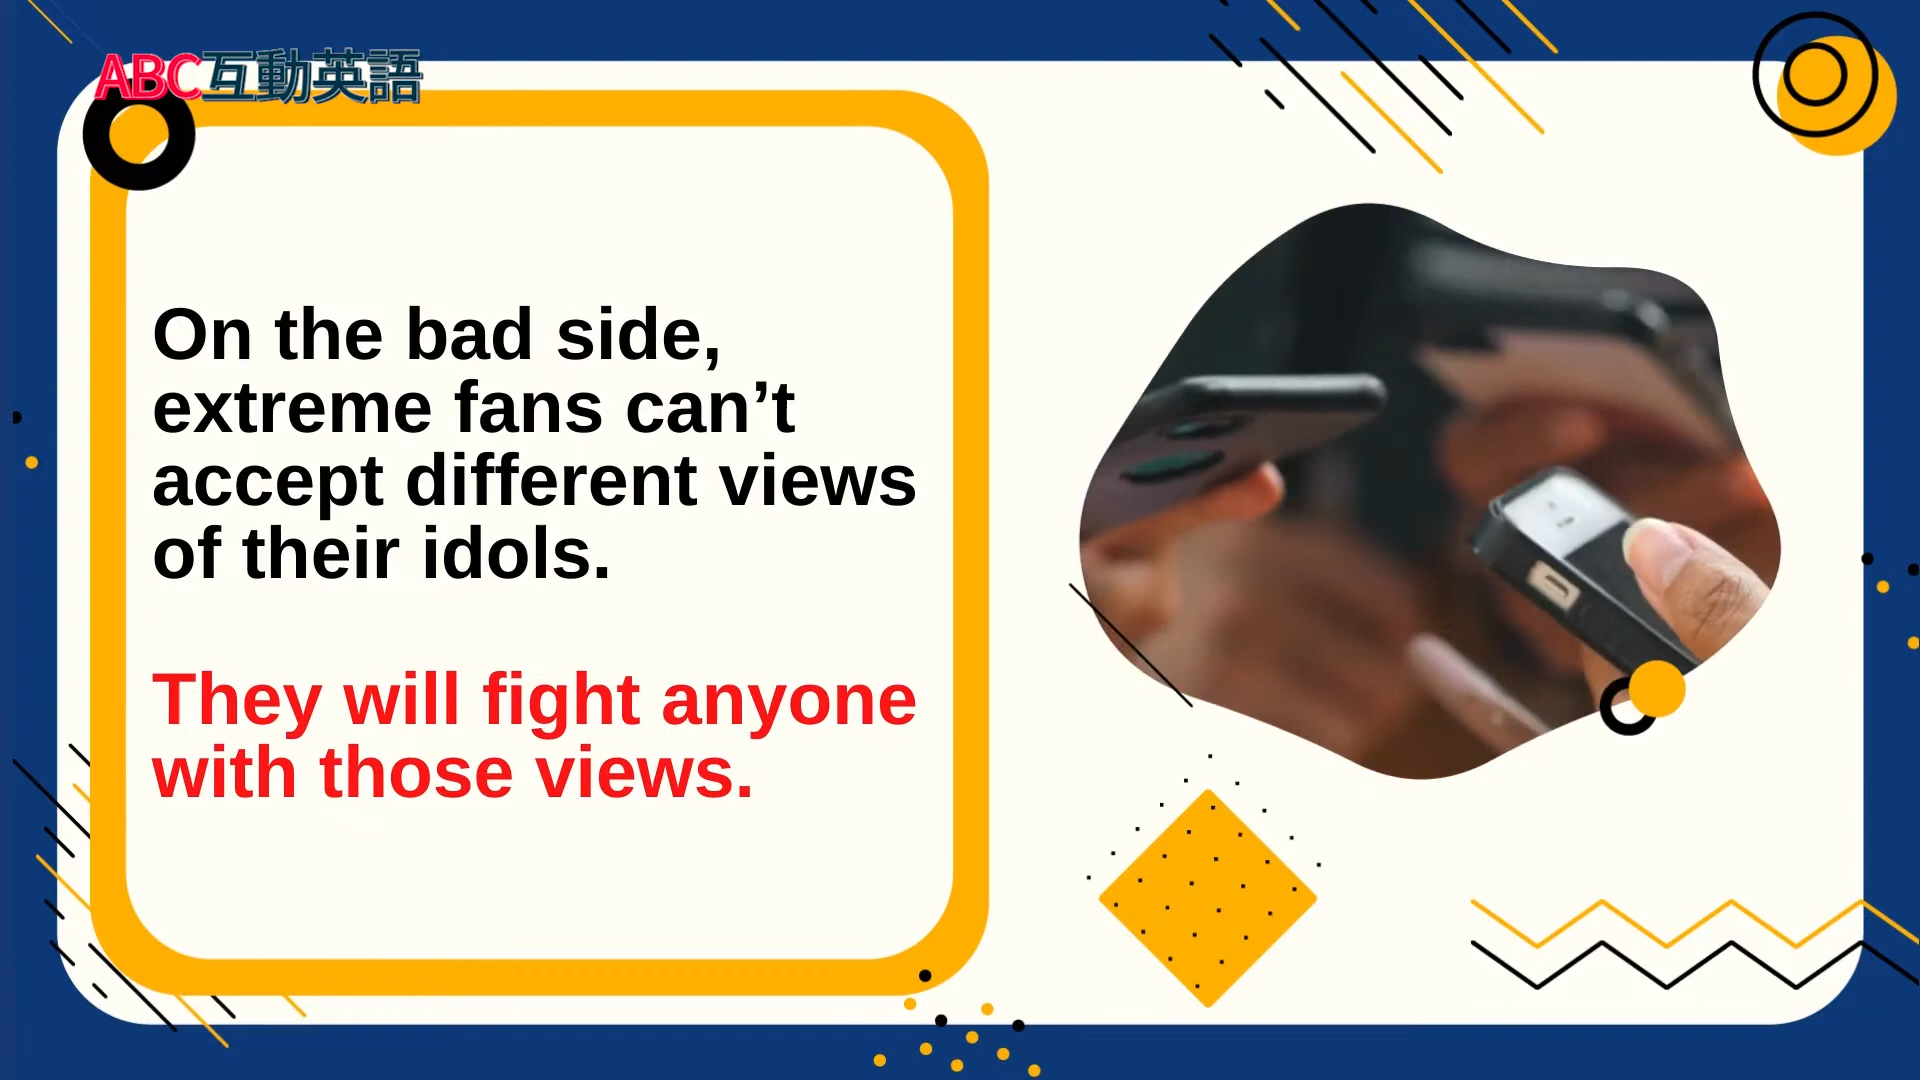 ABC互動英語
On the bad side,
extreme fans can’t
accept different views
of their idols.
They will fight anyone
with those views.